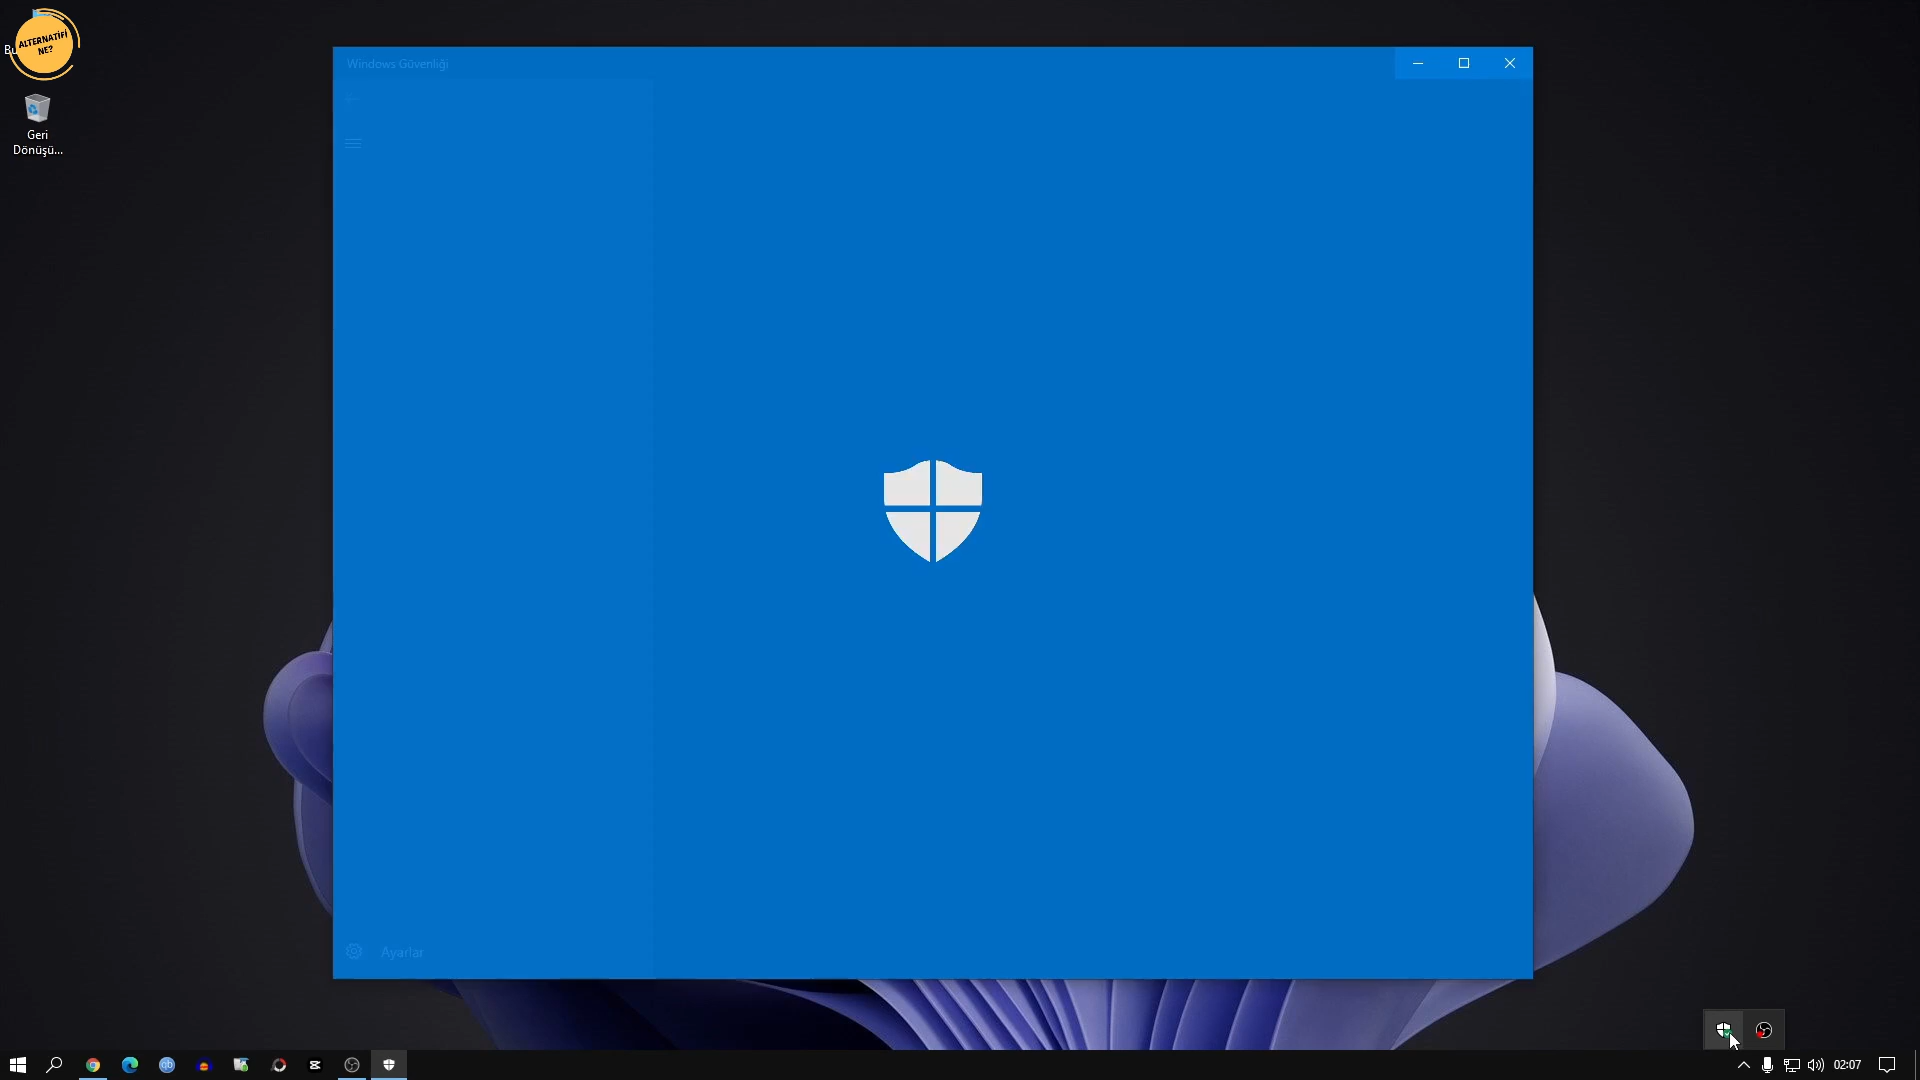 ALTERNATİFİ
NE?
Geri
Dönüşü...
Windows Güvenliği
Ayarlar
02:07